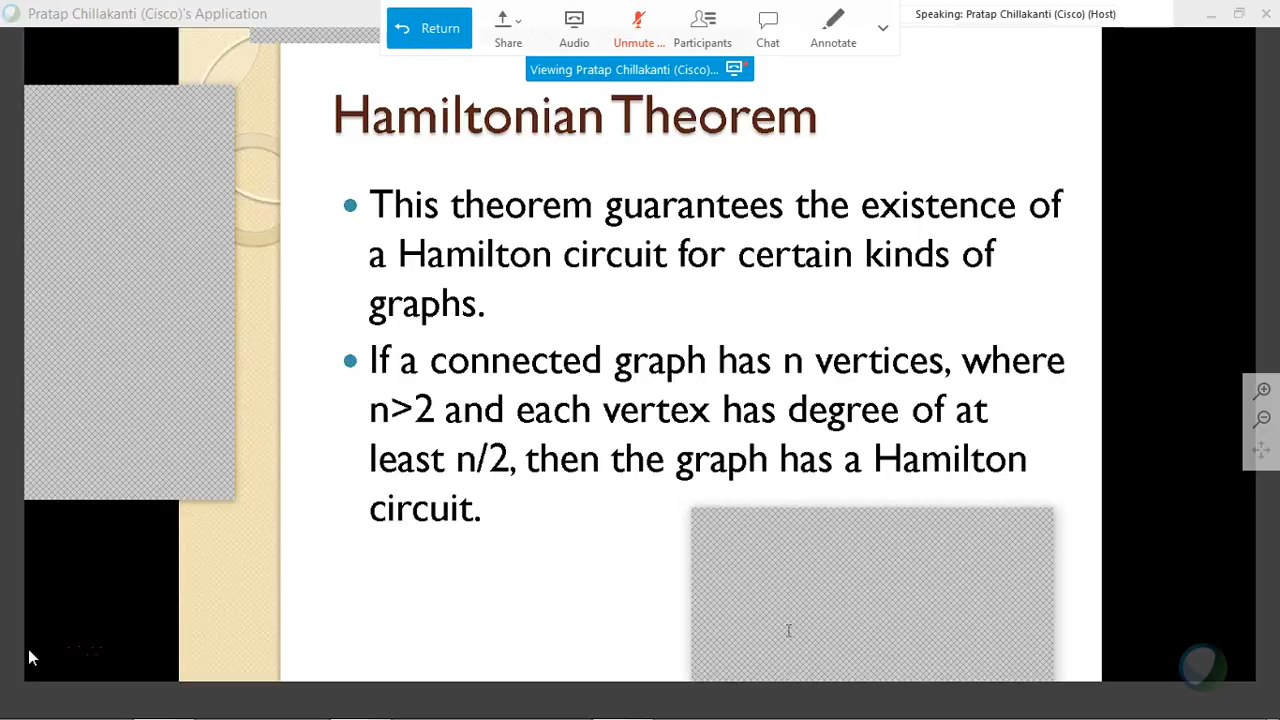 Pratap Chillakanti (Cisco)'s Application
Speaking: Pratap Chillakanti (Cisco) (Host)
Return
Share
Audio
Unmute ...
Participants
Chat
Annotate
Viewing Pratap Chillakanti (Cisco)...
Hamiltonian Theorem
• This theorem guarantees the existence of
a Hamilton circuit for certain kinds of
graphs.
• If a connected graph has n vertices, where
n>2 and each vertex has degree of at
least n/2, then the graph has a Hamilton
circuit.